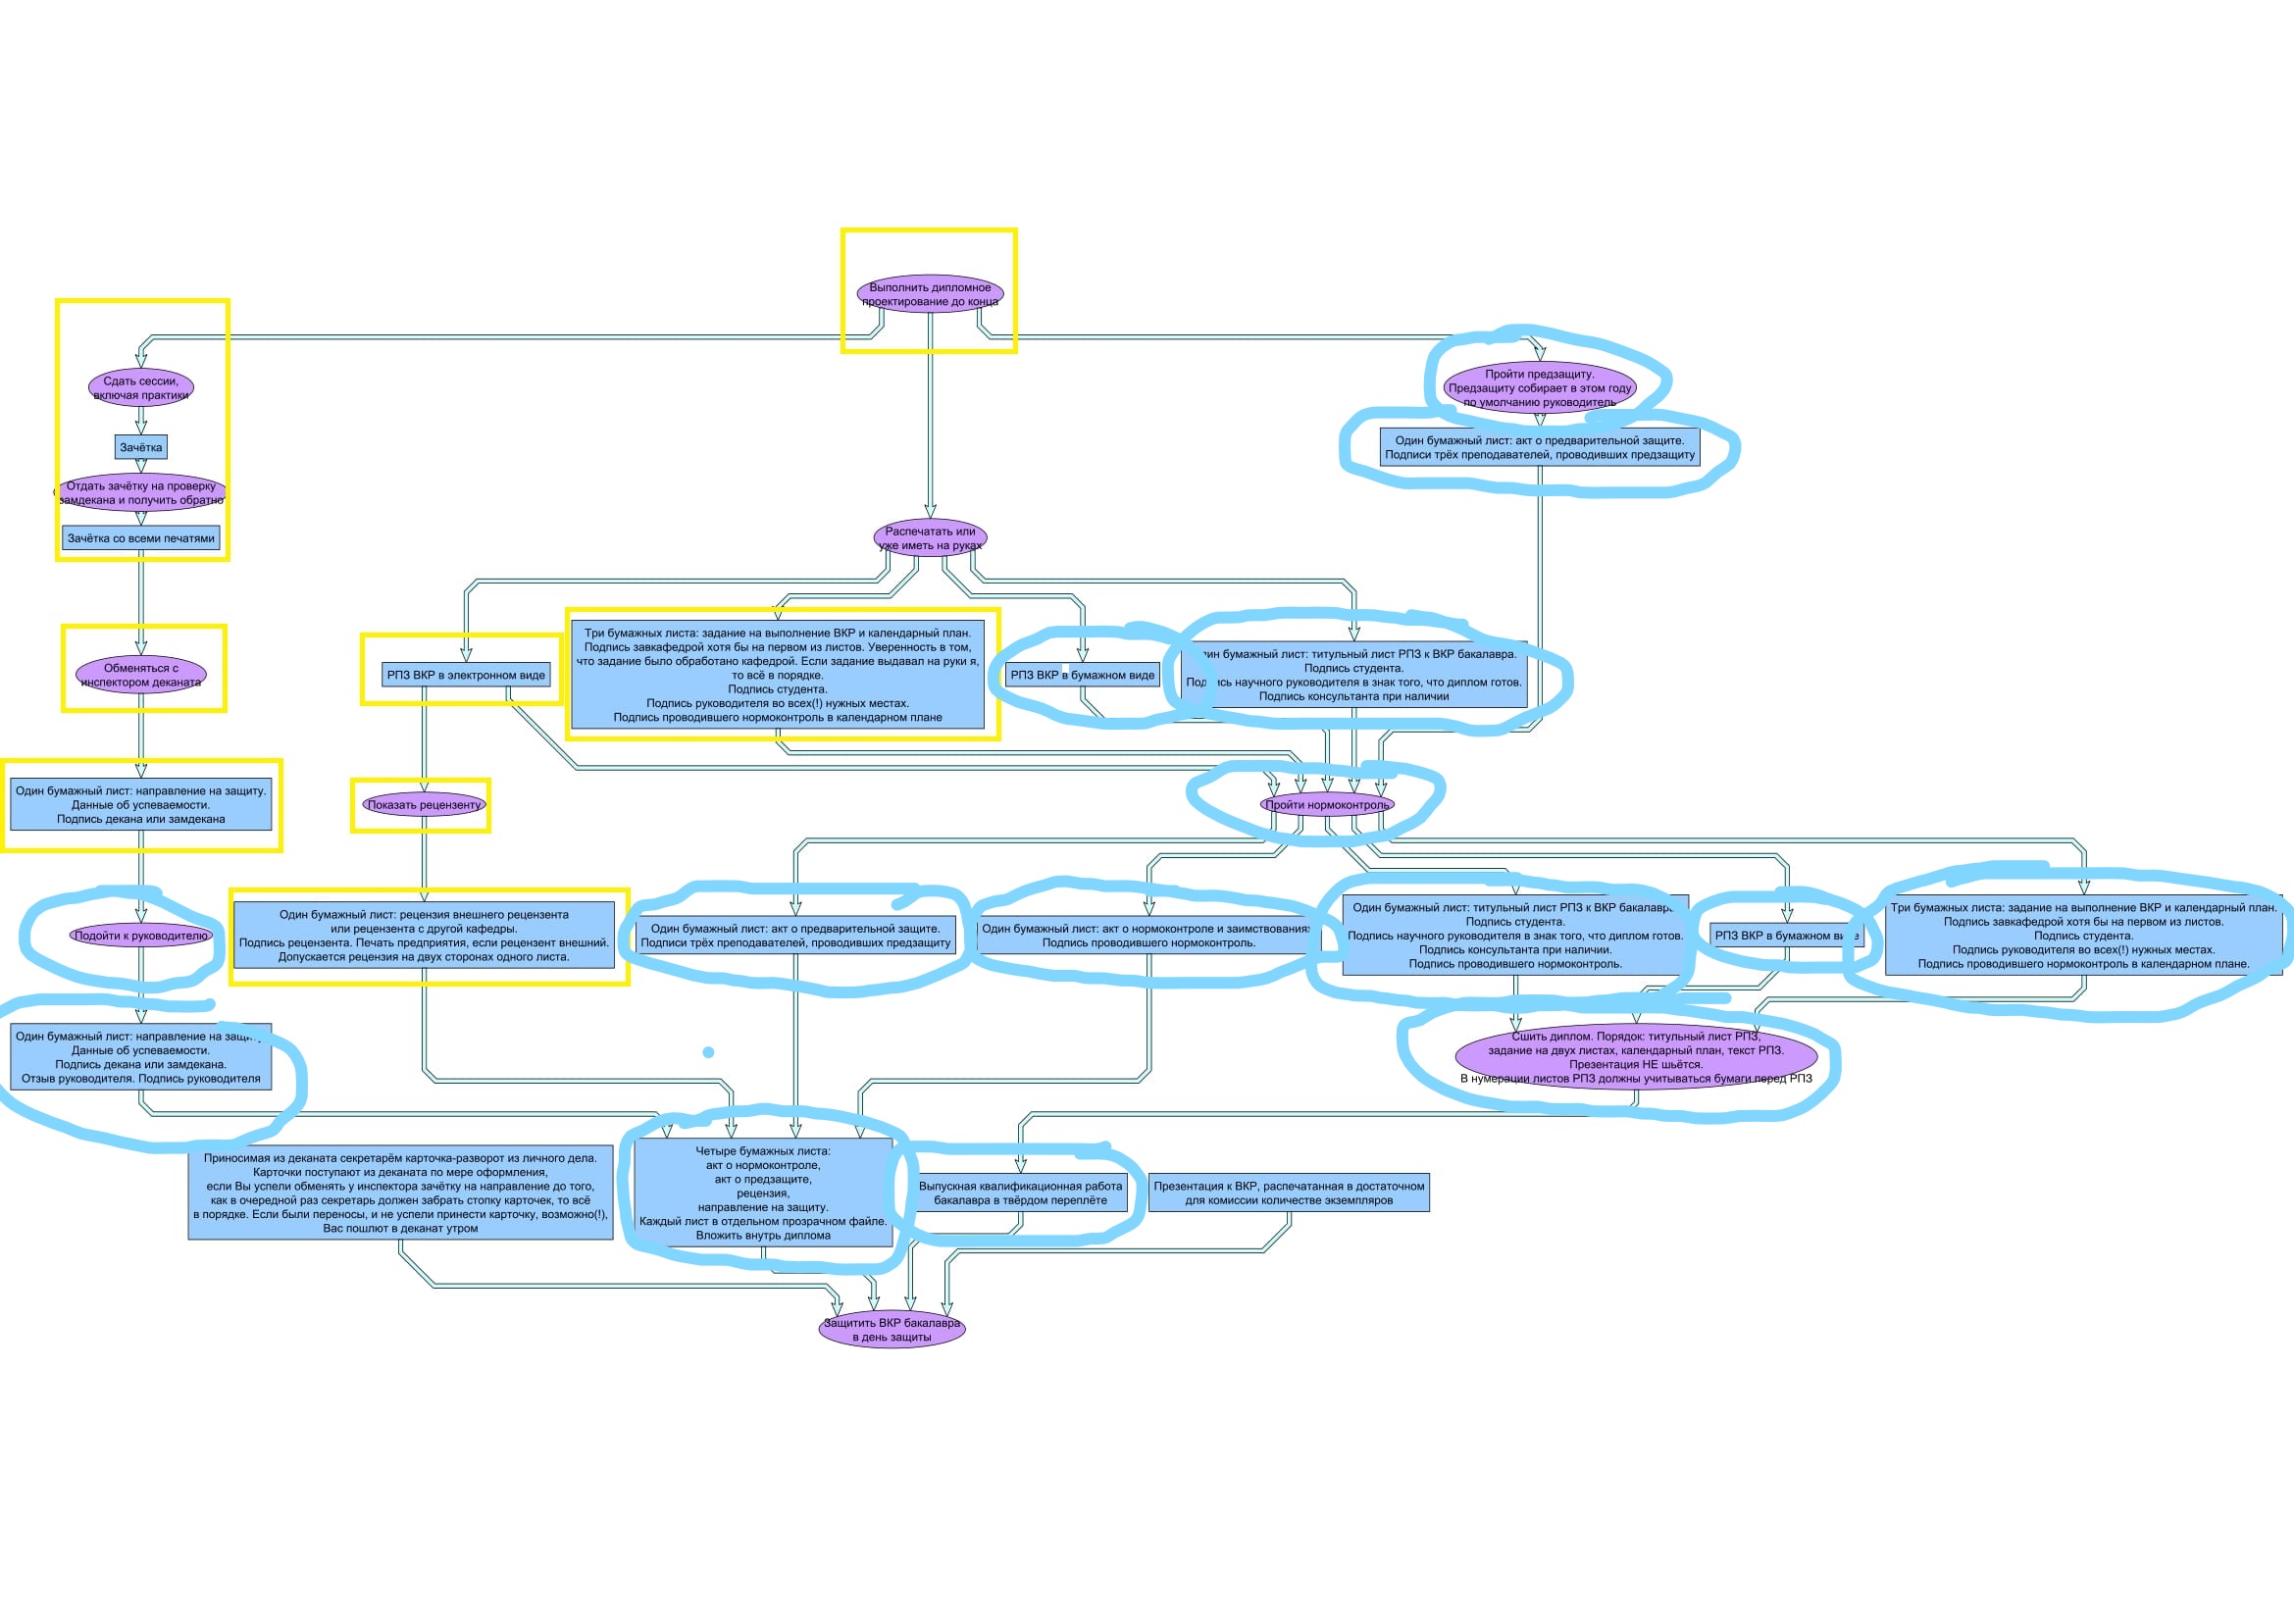 Выполнить дипломное
проектирование до конца
Сдать сессии,
включая практики
Пройти предзащиту.
Предзащиту собирает в этом году
по умолчанию руководитель
Зачётка
Один бумажный лист: акт о предварительной защите.
Подписи трёх преподавателей, проводивших предзащиту
Отдать зачётку на проверку
замдекана и получить обратно
Зачётка со всеми печатями
Распечатать или
уже иметь на руках
Обменяться с
инспектором деканата
РПЗ ВКР в электронном виде
Три бумажных листа: задание на выполнение ВКР и календарный план.
Подпись завкафедрой хотя бы на первом из листов. Уверенность в том,
что задание было обработано кафедрой. Если задание выдавал на руки я,
то всё в порядке.
Подпись студента.
Подпись руководителя во всех(!) нужных местах.
Подпись проводившего нормоконтроль в календарном плане
РПЗ ВКР в бумажном виде
Один бумажный лист: титульный лист РПЗ к ВКР бакалавра.
Подпись студента.
Подпись научного руководителя в знак того, что диплом готов.
Подпись консультанта при наличии
Один бумажный лист: направление на защиту.
Данные об успеваемости.
Подпись декана или замдекана
Показать рецензенту
Пройти нормоконтроль
Подойти к руководителю
Один бумажный лист: рецензия внешнего рецензента
или рецензента с другой кафедры.
Подпись рецензента. Печать предприятия, если рецензент внешний.
Допускается рецензия на двух сторонах одного листа.
Один бумажный лист: акт о предварительной защите.
Подписи трёх преподавателей, проводивших предзащиту
Один бумажный лист: акт о нормоконтроле и заимствованиях.
Подпись проводившего нормоконтроль.
Один бумажный лист: титульный лист РПЗ к ВКР бакалавра.
Подпись студента.
Подпись научного руководителя в знак того, что диплом готов.
Подпись консультанта при наличии.
Подпись проводившего нормоконтроль.
РПЗ ВКР в бумажном виде
Три бумажных листа: задание на выполнение ВКР и календарный план.
Подпись завкафедрой хотя бы на первом из листов.
Подпись студента.
Подпись руководителя во всех(!) нужных местах.
Подпись проводившего нормоконтроль в календарном плане.
Один бумажный лист: направление на защиту.
Данные об успеваемости.
Подпись декана или замдекана.
Отзыв руководителя. Подпись руководителя
Сшить диплом. Порядок: титульный лист РПЗ,
задание на двух листах, календарный план, текст РПЗ.
Презентация НЕ шьётся.
В нумерации листов РПЗ должны учитываться бумаги перед РПЗ
Приносимая из деканата секретарём карточка-разворот из личного дела.
Карточки поступают из деканата по мере оформления,
если Вы успели обменять у инспектора зачётку на направление до того,
как в очередной раз секретарь должен забрать стопку карточек, то всё
в порядке. Если были переносы, и не успели принести карточку, возможно(!),
Вас пошлют в деканат утром
Четыре бумажных листа:
акт о нормоконтроле,
акт о предзащите,
рецензия,
направление на защиту.
Каждый лист в отдельном прозрачном файле.
Вложить внутрь диплома
Выпускная квалификационная работа
бакалавра в твёрдом переплёте
Презентация к ВКР, распечатанная в достаточном
для комиссии количестве экземпляров
Защитить ВКР бакалавра
в день защиты